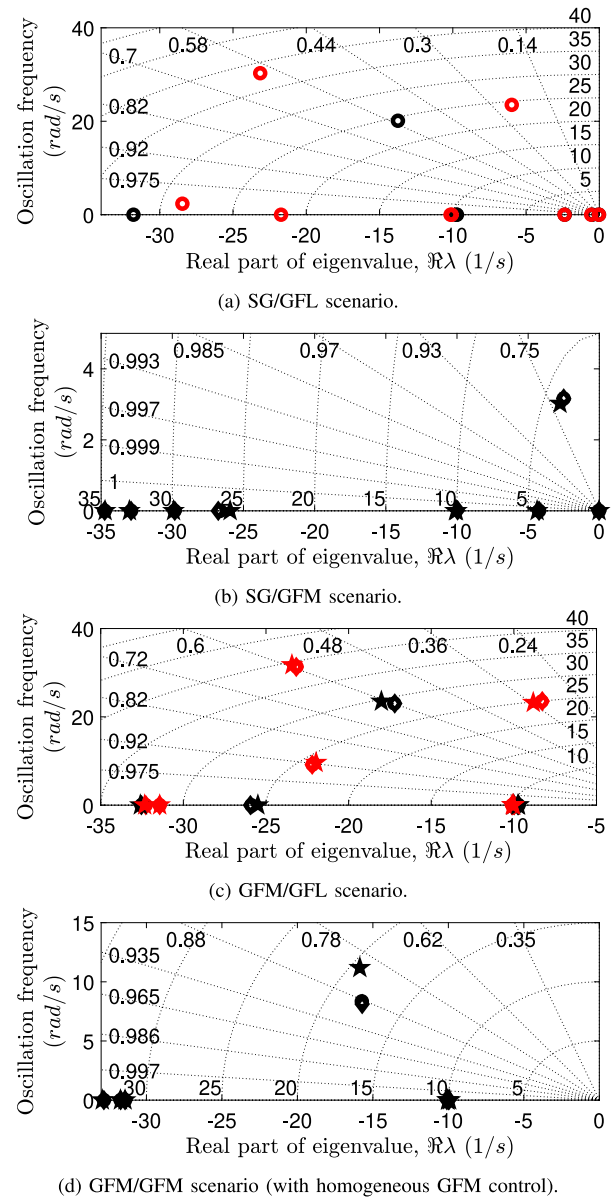 40
0.58 0.44 0.3 0.14 40
0.7 35
30
0.82 25
20 20
0.92 15
10
0.975 5
0
-30 -25 -20 -15 -10 -5 0
Oscillation frequency
(rad/s)
Real part of eigenvalue, ℜλ (1/s)
(a) SG/GFL scenario.
0.993 0.985 0.97 0.93 0.75
4
0.997
2 0.999
1
35 30 25 20 10 5
0
-35 -30 -25 -20 -15 -10 -5 0
Oscillation frequency
(rad/s)
Real part of eigenvalue, ℜλ (1/s)
(b) SG/GFM scenario.
40
0.6 0.48 0.36 0.24 40
0.72 35
30
0.82 25
20 20
0.92 15
0.975 10
0
-35 -30 -25 -20 -15 -10 -5
Oscillation frequency
(rad/s)
Real part of eigenvalue, ℜλ (1/s)
(c) GFM/GFL scenario.
15
0.88 0.78 0.62 0.35
0.935
10
0.965
5 0.986
0.997
30 20 15 10 5
0
-30 -25 -20 -15 -10 -5 0
Oscillation frequency
(rad/s)
Real part of eigenvalue, ℜλ (1/s)
(d) GFM/GFM scenario (with homogeneous GFM control).